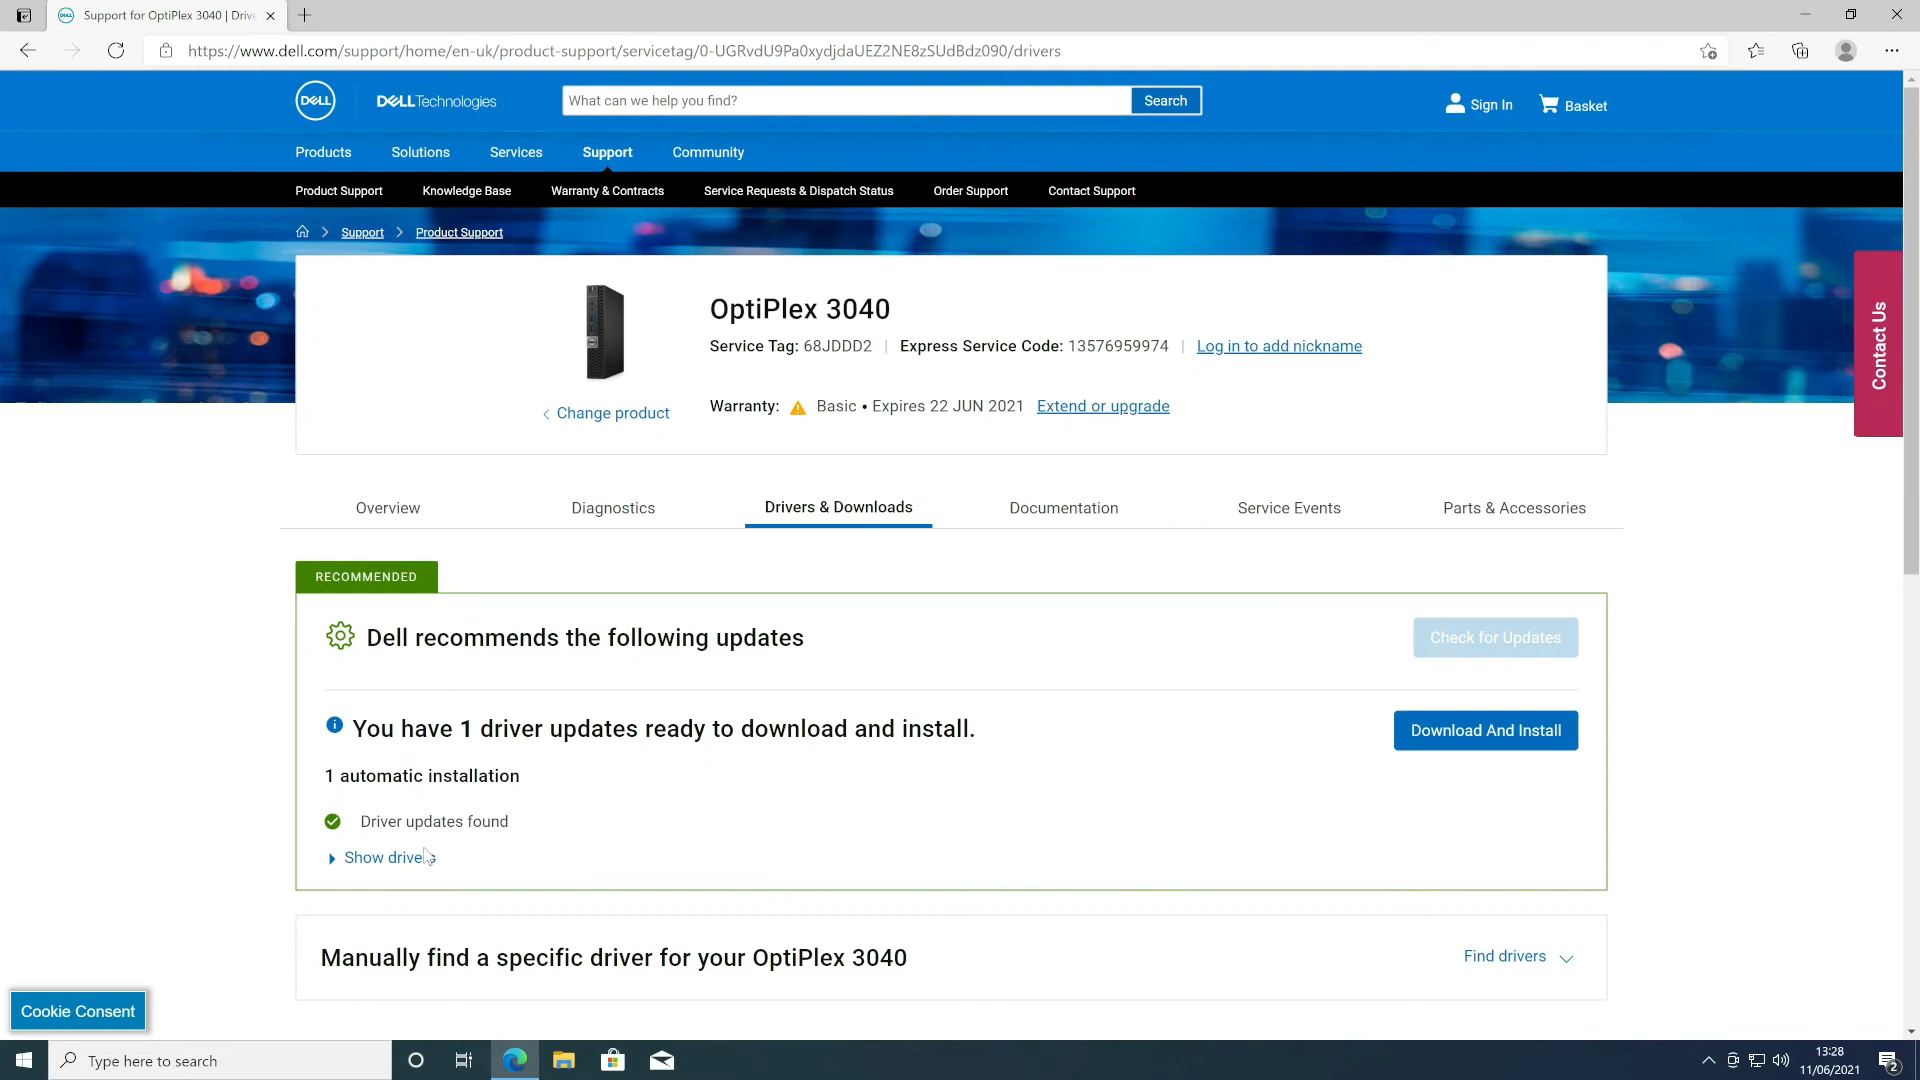 Support for OptiPlex 3040 | Drive
https://www.dell.com/support/home/en-uk/product-support/servicetag/0-UGRvdU9Pa0xydjdaUEZ2NE8zSUdBdz090/drivers
DELL
DELLTechnologies
What can we help you find?
Search
Sign In
Basket
Products
Solutions
Services
Support
Community
Product Support
Knowledge Base
Warranty & Contracts
Service Requests & Dispatch Status
Order Support
Contact Support
Support
Product Support
OptiPlex 3040
Service Tag: 68JDDD2 | Express Service Code: 13576959974 | Log in to add nickname
Change product
Warranty: Basic • Expires 22 JUN 2021 Extend or upgrade
Contact Us
Overview
Diagnostics
Drivers & Downloads
Documentation
Service Events
Parts & Accessories
RECOMMENDED
Dell recommends the following updates
Check for Updates
You have 1 driver updates ready to download and install.
Download And Install
1 automatic installation
Driver updates found
Show drivers
Manually find a specific driver for your OptiPlex 3040
Find drivers
Cookie Consent
Type here to search
13:28
11/06/2021
2